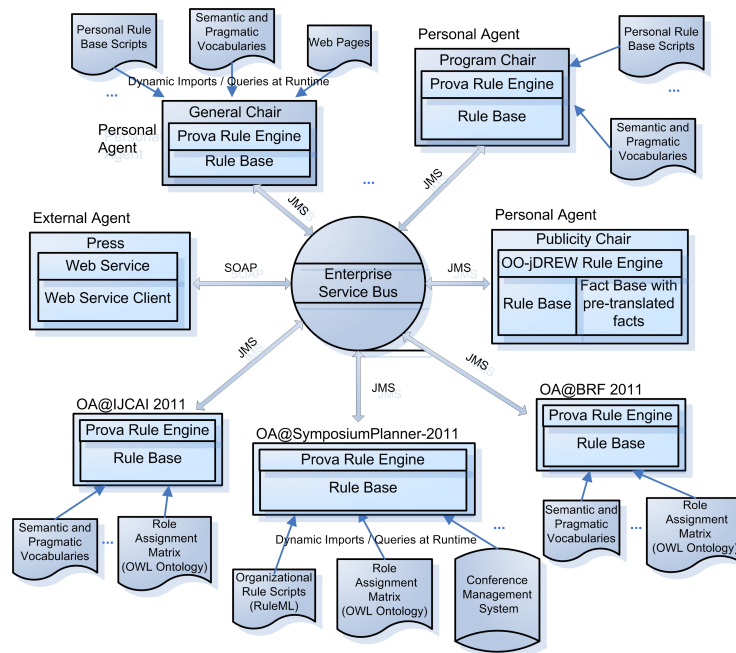 Personal Rule
Base Scripts
Semantic and
Pragmatic
Vocabularies
Web Pages
Dynamic Imports / Queries at Runtime
...
General Chair
Prova Rule Engine
Rule Base
Personal
Agent
Personal Agent
Program Chair
Prova Rule Engine
Rule Base
Personal Rule
Base Scripts
...
Semantic and
Pragmatic
Vocabularies
...
JMS
JMS
External Agent
Press
Web Service
Web Service Client
SOAP
Enterprise
Service Bus
JMS
Personal Agent
Publicity Chair
OO-jDREW Rule Engine
Rule Base
Fact Base with
pre-translated
facts
JMS
JMS
JMS
OA@IJCAI 2011
Prova Rule Engine
Rule Base
Semantic and
Pragmatic
Vocabularies
...
Role
Assignment
Matrix
(OWL Ontology)
OA@SymposiumPlanner-2011
Prova Rule Engine
Rule Base
Dynamic Imports / Queries at Runtime
...
Organizational
Rule Scripts
(RuleML)
Role
Assignment
Matrix
(OWL Ontology)
Conference
Management
System
OA@BRF 2011
Prova Rule Engine
Rule Base
Semantic and
Pragmatic
Vocabularies
...
Role
Assignment
Matrix
(OWL Ontology)